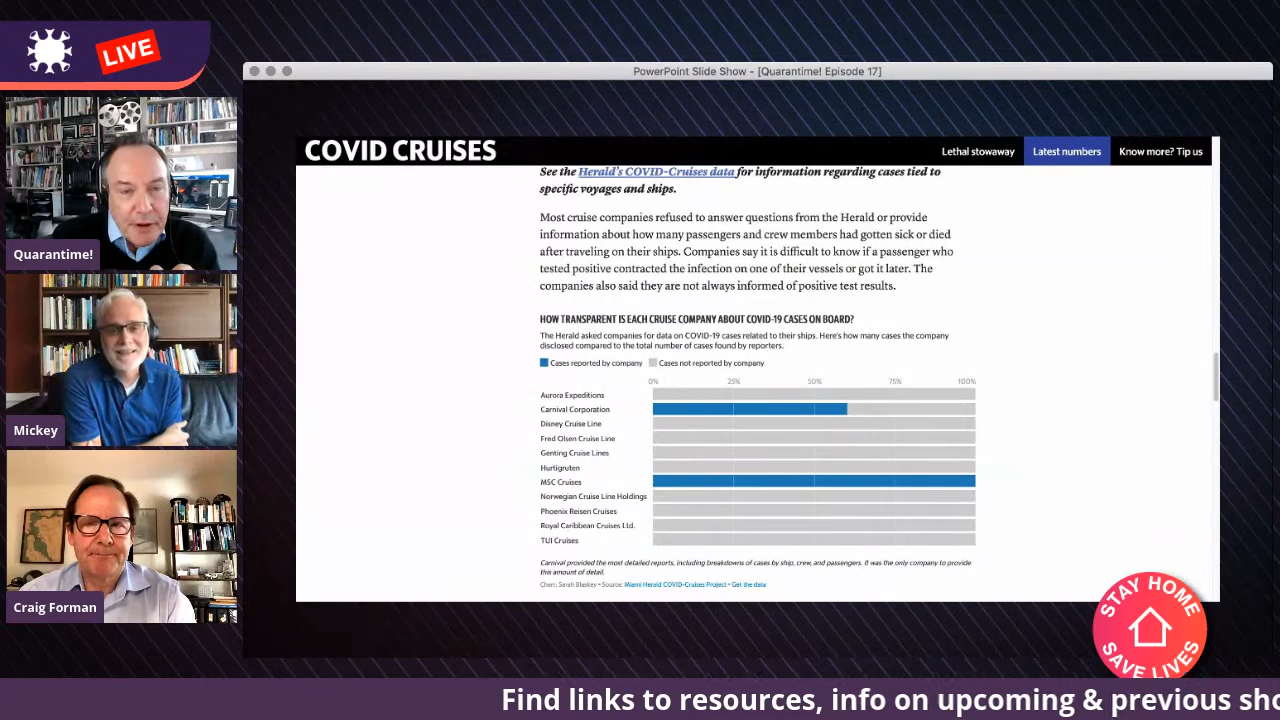 LIVE
PowerPoint Slide Show - [Quarantime! Episode 17]
COVID CRUISES
Lethal stowaway
Latest numbers
Know more? Tip us
See the Herald's COVID-Cruises data for information regarding cases tied to
specific voyages and ships.
Most cruise companies refused to answer questions from the Herald or provide
information about how many passengers and crew members had gotten sick or died
after traveling on their ships. Companies say it is difficult to know if a passenger who
tested positive contracted the infection on one of their vessels or got it later. The
companies also said they are not always informed of positive test results.
HOW TRANSPARENT IS EACH CRUISE COMPANY ABOUT COVID-19 CASES ON BOARD?
The Herald asked companies for data on COVID-19 cases related to their ships. Here's how many cases the company
disclosed compared to the total number of cases found by reporters.
Cases reported by company
Cases not reported by company
0% 25% 50% 75% 100%
Aurora Expeditions
Carnival Corporation
Disney Cruise Line
Fred Olsen Cruise Line
Genting Cruise Lines
Hurtigruten
MSC Cruises
Norwegian Cruise Line Holdings
Phoenix Reisen Cruises
Royal Caribbean Cruises Ltd.
TUI Cruises
Carnival provided the most detailed reports, including breakdowns of cases by ship, crew, and passengers. It was the only company to provide
this amount of detail.
Chart: Sarah Blaskey • Source: Miami Herald COVID-Cruises Project • Get the data
Quarantime!
Mickey
Craig Forman
STAY HOME
SAVE LIVES
Find links to resources, info on upcoming & previous sho